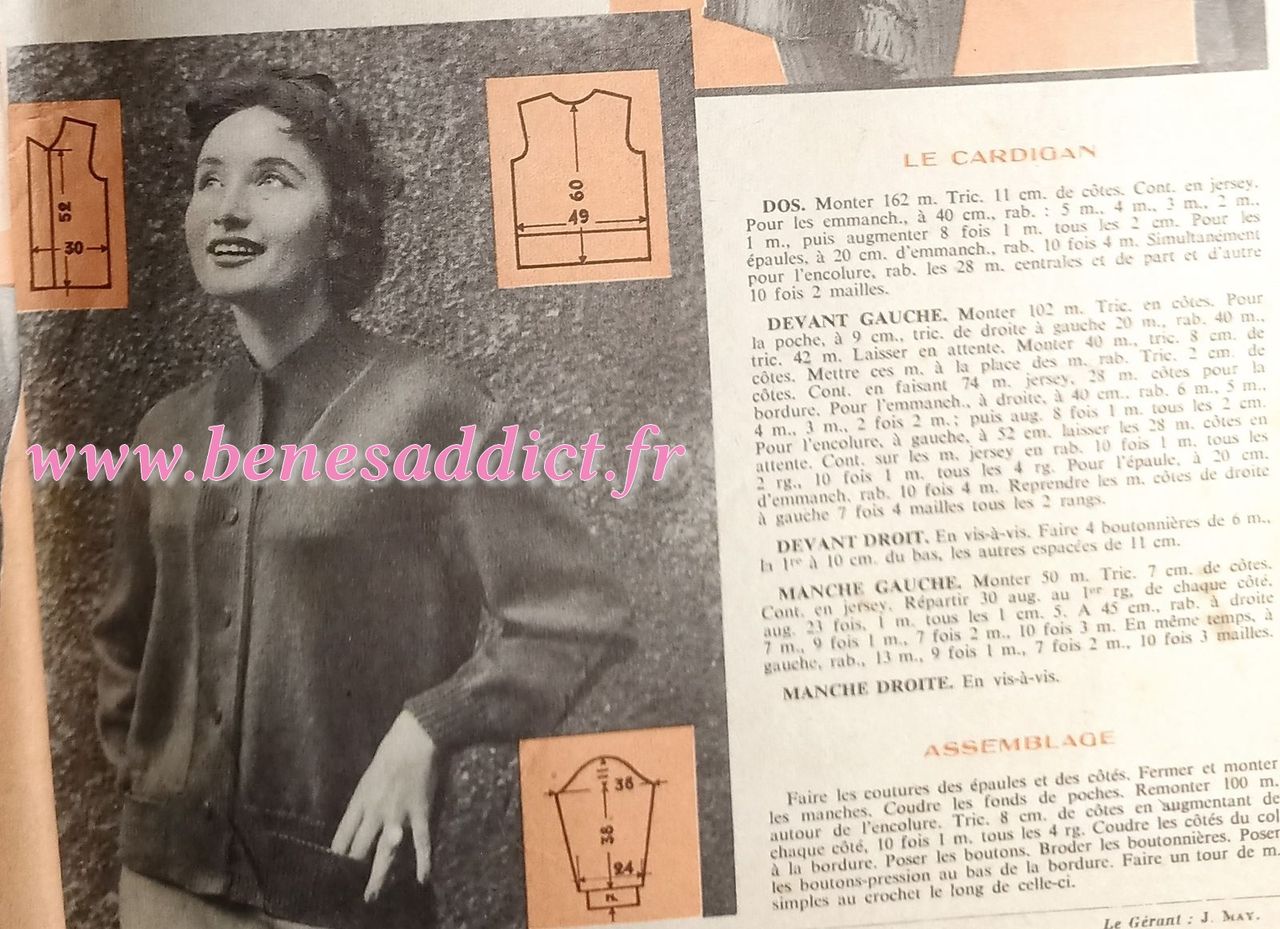 LE CARDIGAN
DOS. Monter 162 m. Tric. 11 cm. de côtes. Cont. en jersey.
Pour les emmanch., à 40 cm., rab. : 5 m., 4 m., 3 m., 2 m.,
1 m., puis augmenter 8 fois 1 m. tous les 2 cm. Pour les
épaules, à 20 cm. d'emmanch., rab. 10 fois 4 m. Simultanément
pour l'encolure, rab. les 28 m. centrales et de part et d'autre
10 fois 2 mailles.
DEVANT GAUCHE. Monter 102 m. Tric. en côtes. Pour
la poche, à 9 cm., tric. de droite à gauche 20 m., rab. 40 m.,
tric. 42 m. Laisser en attente. Monter 40 m., tric. 8 cm. de
côtes. Mettre ces m. à la place des m. rab. Tric. 2 cm. de
côtes. Cont. en faisant 74 m. jersey, 28 m. côtes pour la
bordure. Pour l'emmanch., à droite, à 40 cm., rab. 6 m., 5 m.,
4 m., 3 m., 2 fois 2 m.; puis aug. 8 fois 1 m. tous les 2 cm.
Pour l'encolure, à gauche, à 52 cm. laisser les 28 m. côtes en
attente. Cont. sur les m. jersey en rab. 10 fois 1 m. tous les
2 rg., 10 fois 1 m. tous les 4 rg. Pour l'épaule, à 20 cm.
d'emmanch. rab. 10 fois 4 m. Reprendre les m. côtes de droite
à gauche 7 fois 4 mailles tous les 2 rangs.
DEVANT DROIT. En vis-à-vis. Faire 4 boutonnières de 6 m.,
la 1re à 10 cm. du bas, les autres espacées de 11 cm.
MANCHE GAUCHE. Monter 50 m. Tric. 7 cm. de côtes.
Cont. en jersey. Répartir 30 aug. au 1er rg, de chaque côté,
aug. 23 fois, 1 m. tous les 1 cm. 5. A 45 cm., rab. à droite
7 m., 9 fois 1 m., 7 fois 2 m., 10 fois 3 m. En même temps, à
gauche, rab., 13 m., 9 fois 1 m., 7 fois 2 m., 10 fois 3 mailles.
MANCHE DROITE. En vis-à-vis.
ASSEMBLAGE
Faire les coutures des épaules et des côtés. Fermer et monter
les manches. Coudre les fonds de poches. Remonter 100 m.
autour de l'encolure. Tric. 8 cm. de côtes en augmentant de
chaque côté, 10 fois 1 m. tous les 4 rg. Coudre les côtés du col
à la bordure. Poser les boutons. Broder les boutonnières. Poser
les boutons-pression au bas de la bordure. Faire un tour de m.
simples au crochet le long de celle-ci.
Le Gérant : J. MAY.
52
30
60
49
38
24
www.benesaddict.fr